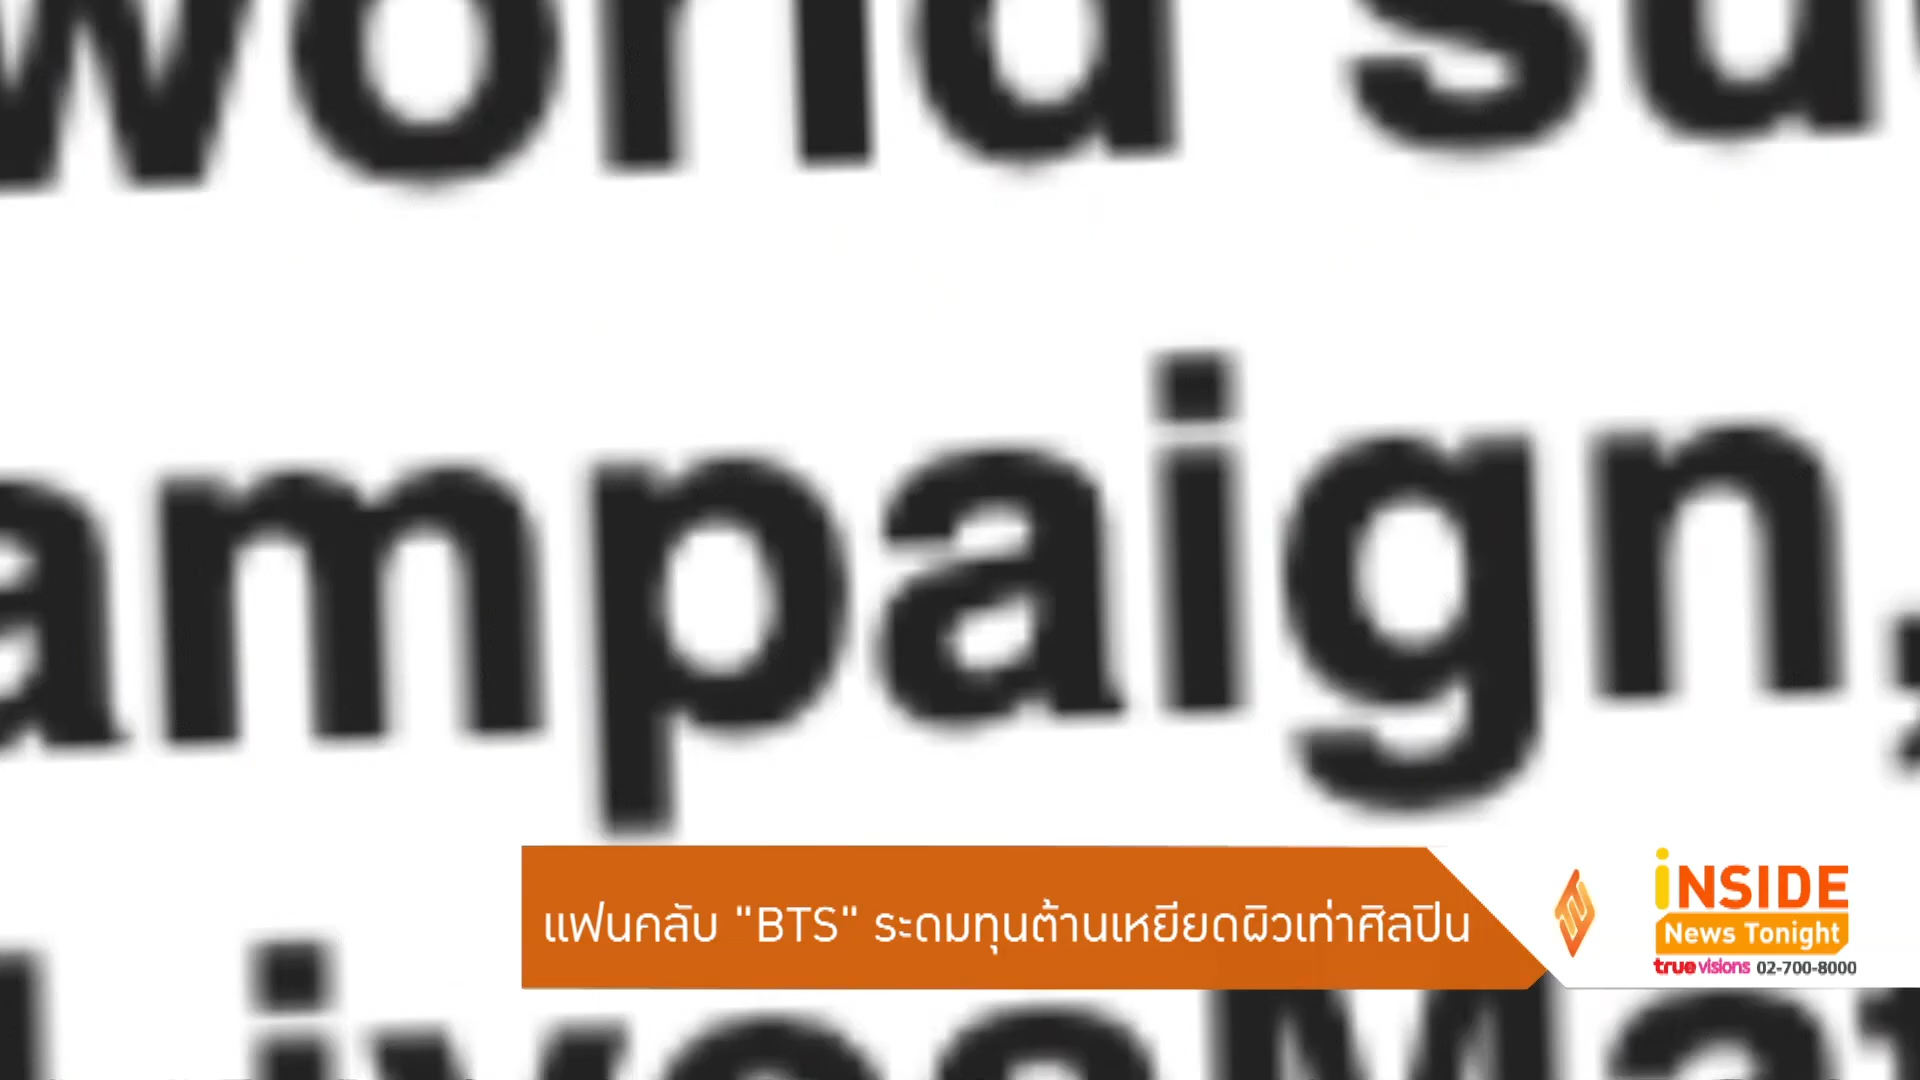 world su
ampaign,
แฟนคลับ "BTS" ระดมทุนต้านเหยียดผิวเท่าศิลปิน
iNSIDE
News Tonight
truevisions 02-700-8000
LivesMat